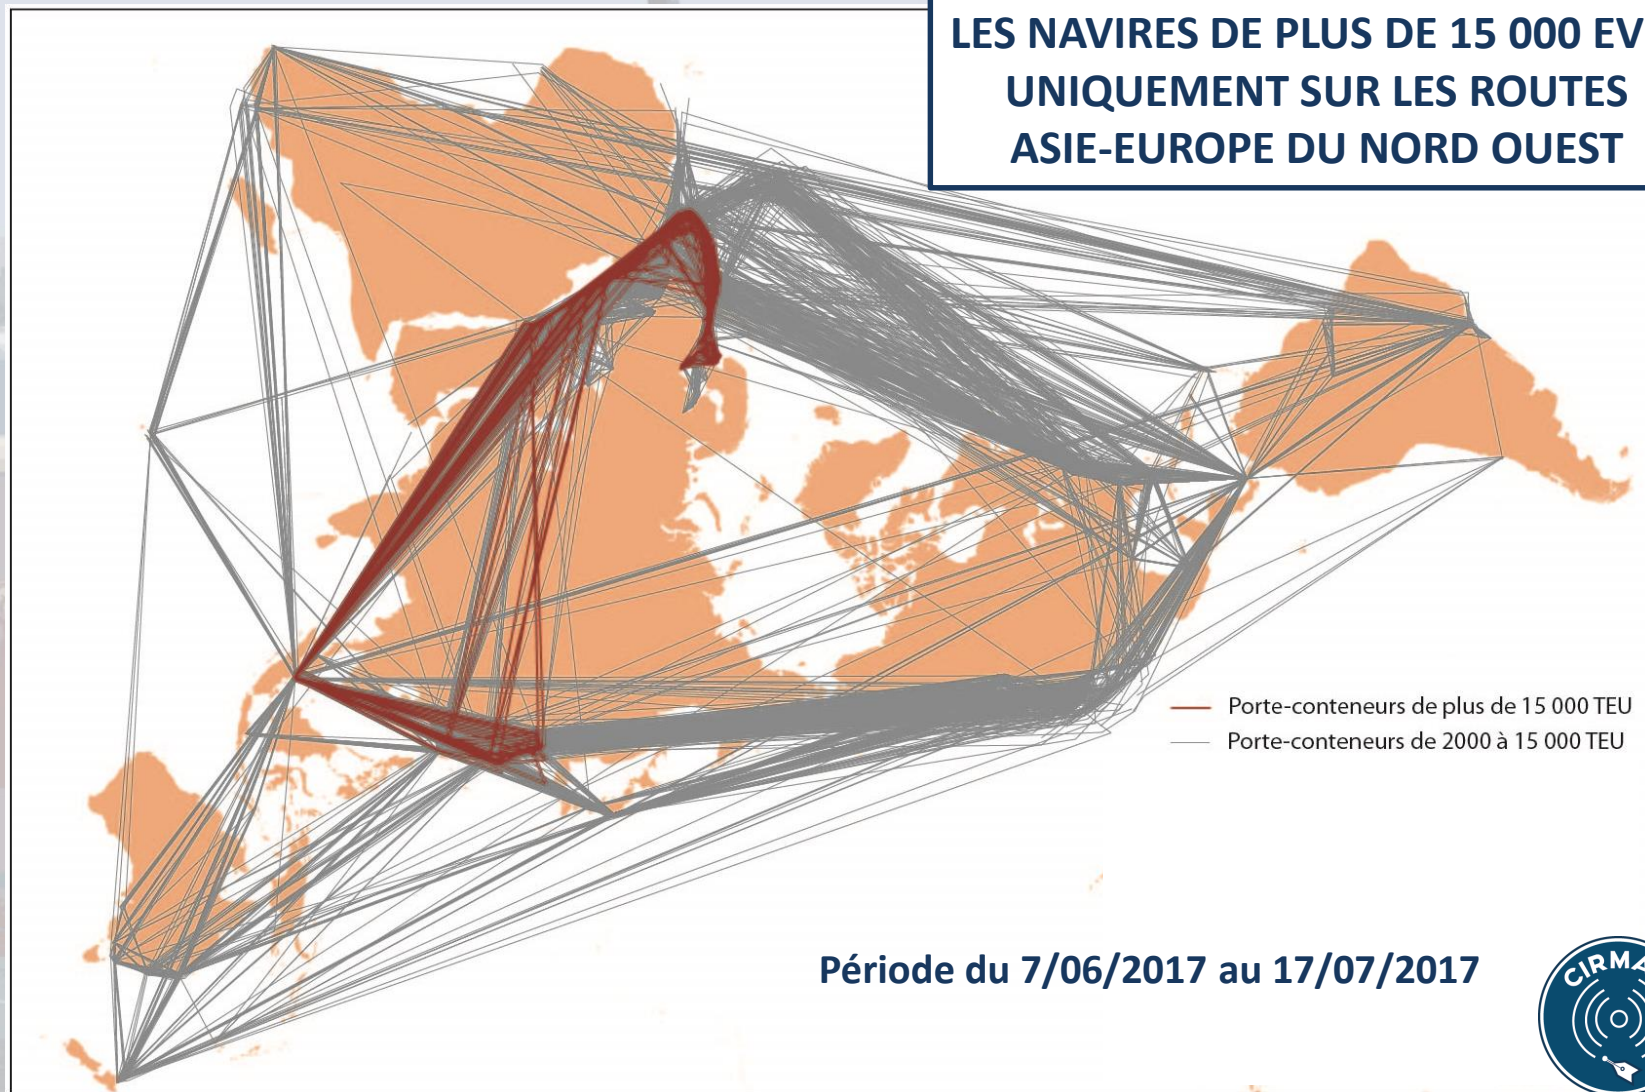 LES NAVIRES DE PLUS DE 15 000 EV
UNIQUEMENT SUR LES ROUTES
ASIE-EUROPE DU NORD OUEST
Porte-conteneurs de plus de 15 000 TEU
Porte-conteneurs de 2000 à 15 000 TEU
Période du 7/06/2017 au 17/07/2017